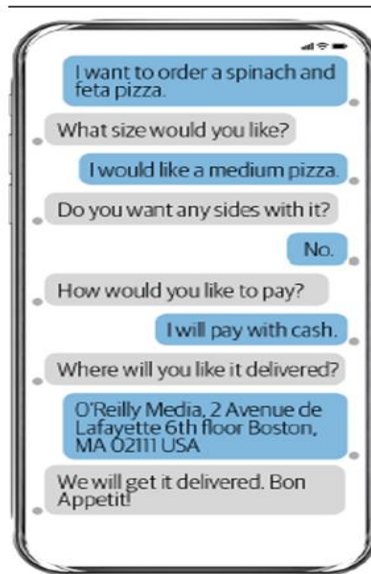 I want to order a spinach and
feta pizza.
What size would you like?
I would like a medium pizza.
Do you want any sides with it?
No.
How would you like to pay?
I will pay with cash.
Where will you like it delivered?
O'Reilly Media, 2 Avenue de
Lafayette 6th floor Boston,
MA 02111 USA
We will get it delivered. Bon
Appetit!